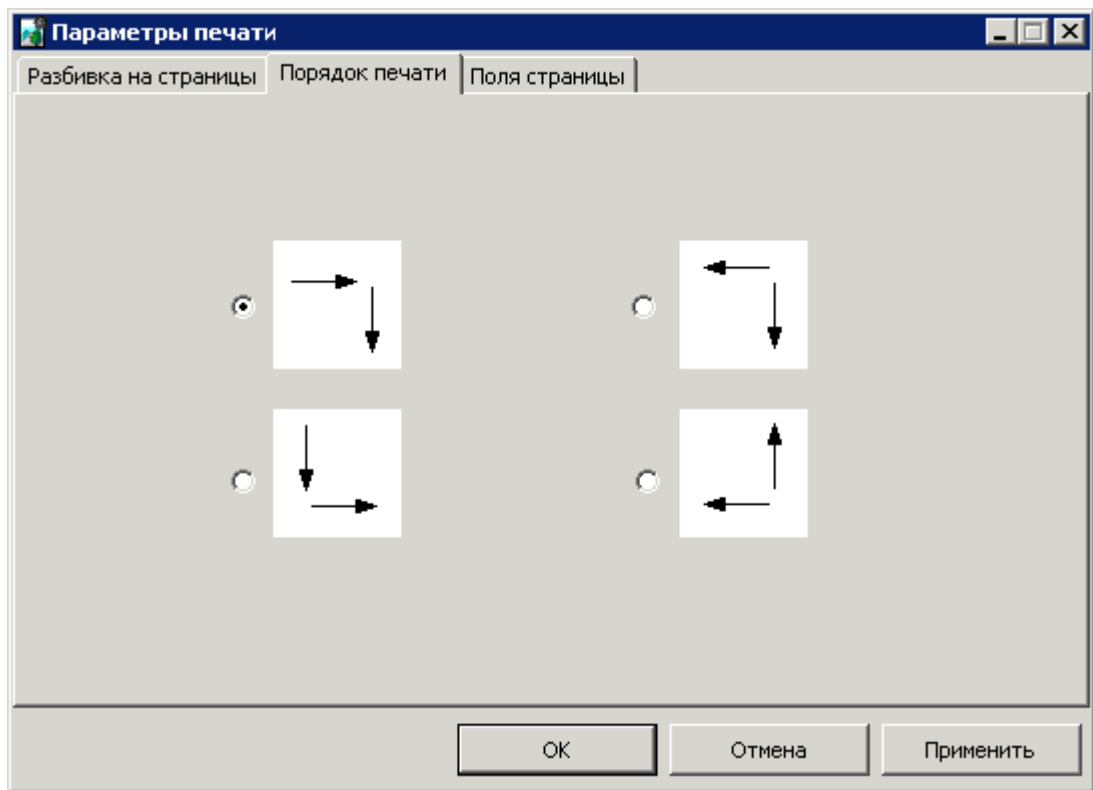 Параметры печати
Разбивка на страницы Порядок печати Поля страницы
OK Отмена Применить